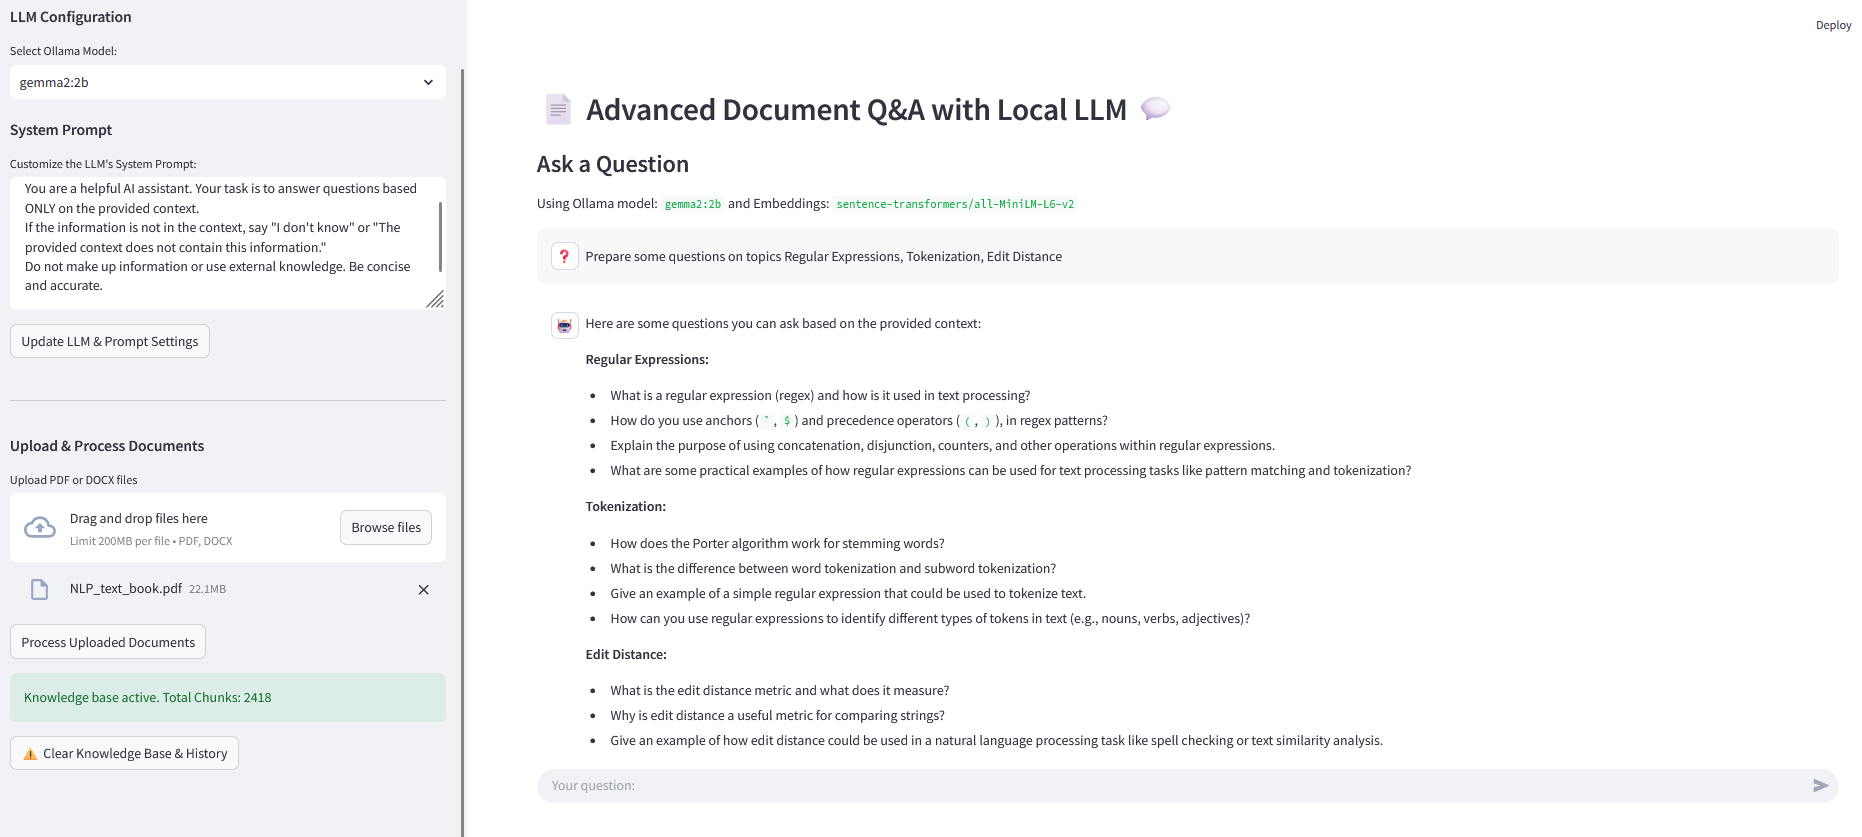 LLM Configuration
Select Ollama Model:
gemma2:2b
System Prompt
Customize the LLM's System Prompt:
You are a helpful AI assistant. Your task is to answer questions based
ONLY on the provided context.
If the information is not in the context, say "I don't know" or "The
provided context does not contain this information."
Do not make up information or use external knowledge. Be concise
and accurate.
Update LLM & Prompt Settings
Upload & Process Documents
Upload PDF or DOCX files
Drag and drop files here
Limit 200MB per file • PDF, DOCX
Browse files
NLP_text_book.pdf 22.1MB
Process Uploaded Documents
Knowledge base active. Total Chunks: 2418
Clear Knowledge Base & History
Deploy
Advanced Document Q&A with Local LLM
Ask a Question
Using Ollama model: gemma2:2b and Embeddings: sentence-transformers/all-MiniLM-L6-v2
Prepare some questions on topics Regular Expressions, Tokenization, Edit Distance
Here are some questions you can ask based on the provided context:
Regular Expressions:
• What is a regular expression (regex) and how is it used in text processing?
• How do you use anchors ( ^ , $ ) and precedence operators ( ( , ) ), in regex patterns?
• Explain the purpose of using concatenation, disjunction, counters, and other operations within regular expressions.
• What are some practical examples of how regular expressions can be used for text processing tasks like pattern matching and tokenization?
Tokenization:
• How does the Porter algorithm work for stemming words?
• What is the difference between word tokenization and subword tokenization?
• Give an example of a simple regular expression that could be used to tokenize text.
• How can you use regular expressions to identify different types of tokens in text (e.g., nouns, verbs, adjectives)?
Edit Distance:
• What is the edit distance metric and what does it measure?
• Why is edit distance a useful metric for comparing strings?
• Give an example of how edit distance could be used in a natural language processing task like spell checking or text similarity analysis.
Your question: